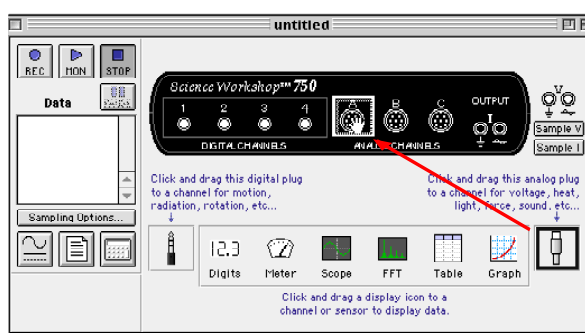 untitled
REC MON STOP
Data
Science Workshop™ 750
1 2 3 4 A B C OUTPUT
V
I
DIGITAL CHANNELS ANALOG CHANNELS
Sample V
Sample I
Click and drag this digital plug
to a channel for motion,
radiation, rotation, etc...
Click and drag this analog plug
to a channel for voltage, heat,
light, force, sound, etc...
Sampling Options...
12.3
Digits Meter Scope FFT Table Graph
Click and drag a display icon to a
channel or sensor to display data.